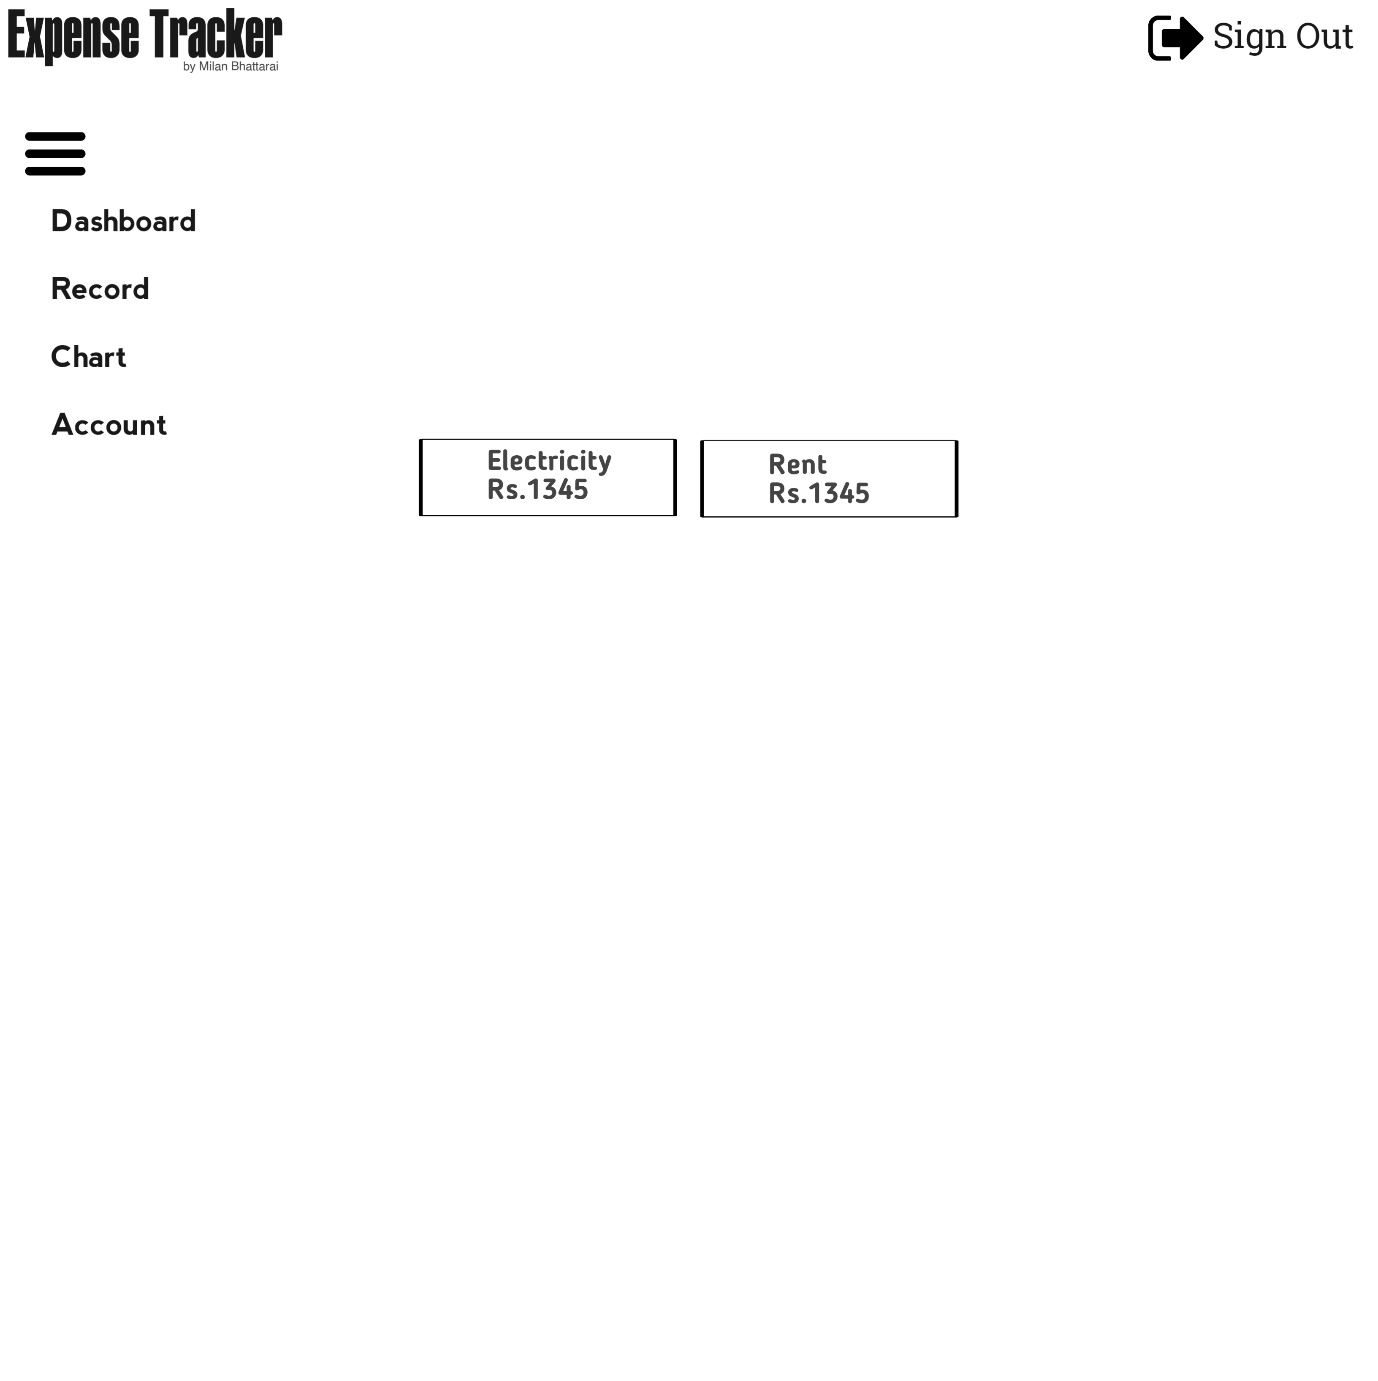 Expense Tracker
by Milan Bhattarai
Sign Out
Dashboard
Record
Chart
Account
Electricity
Rs.1345
Rent
Rs.1345